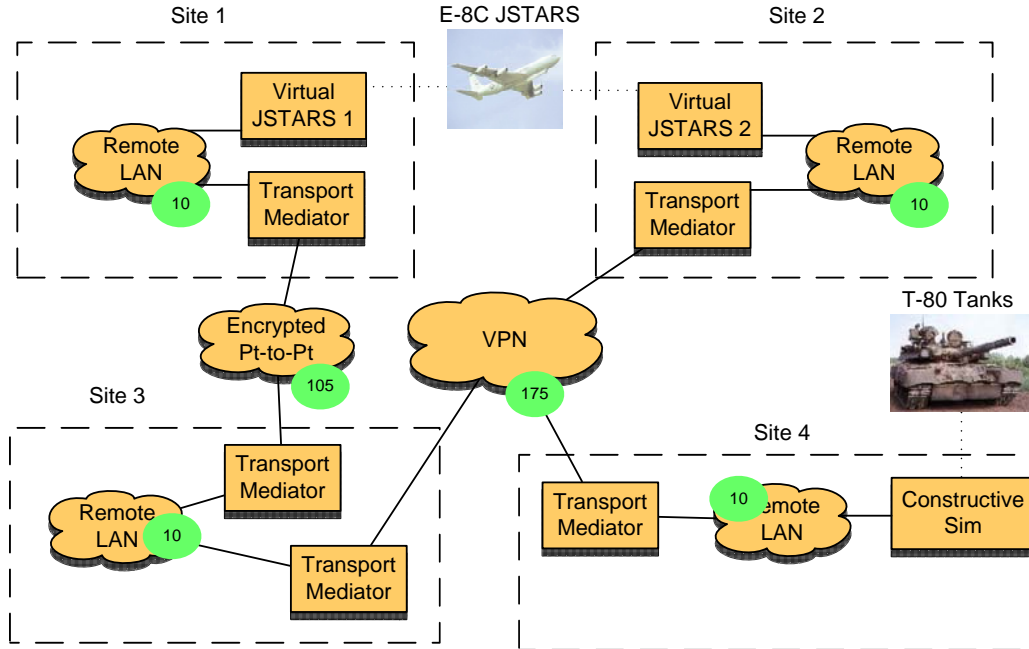 Site 1
E-8C JSTARS
Site 2
Virtual
JSTARS 1
Virtual
JSTARS 2
Remote
LAN
10
Transport
Mediator
Transport
Mediator
Remote
LAN
10
Encrypted
Pt-to-Pt
105
VPN
175
T-80 Tanks
Site 3
Site 4
Transport
Mediator
Remote
LAN
10
Transport
Mediator
Transport
Mediator
10
emote
LAN
Constructive
Sim